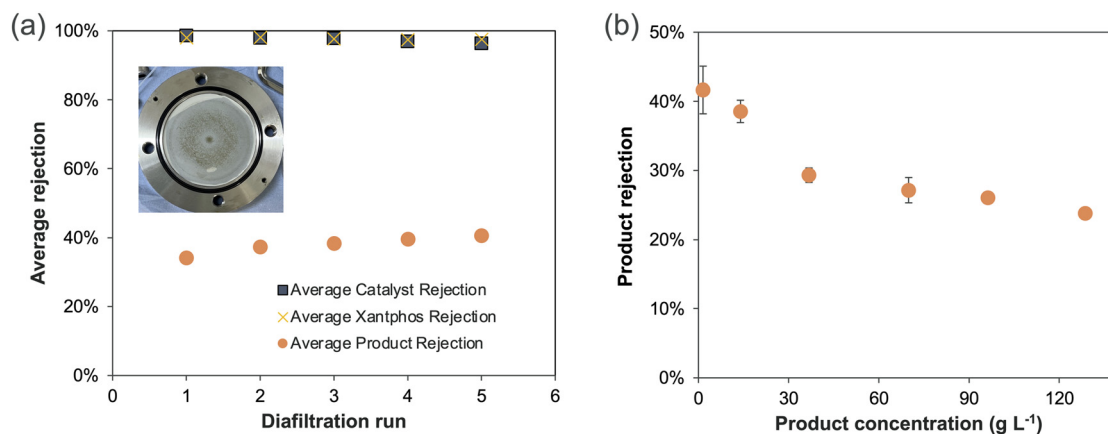 (a)
100%
80%
60%
40%
20%
0%
Average rejection
Average Catalyst Rejection
Average Xantphos Rejection
Average Product Rejection
0 1 2 3 4 5 6
Diafiltration run
(b)
50%
40%
30%
20%
10%
0%
Product rejection
0 30 60 90 120
Product concentration (g L⁻¹)